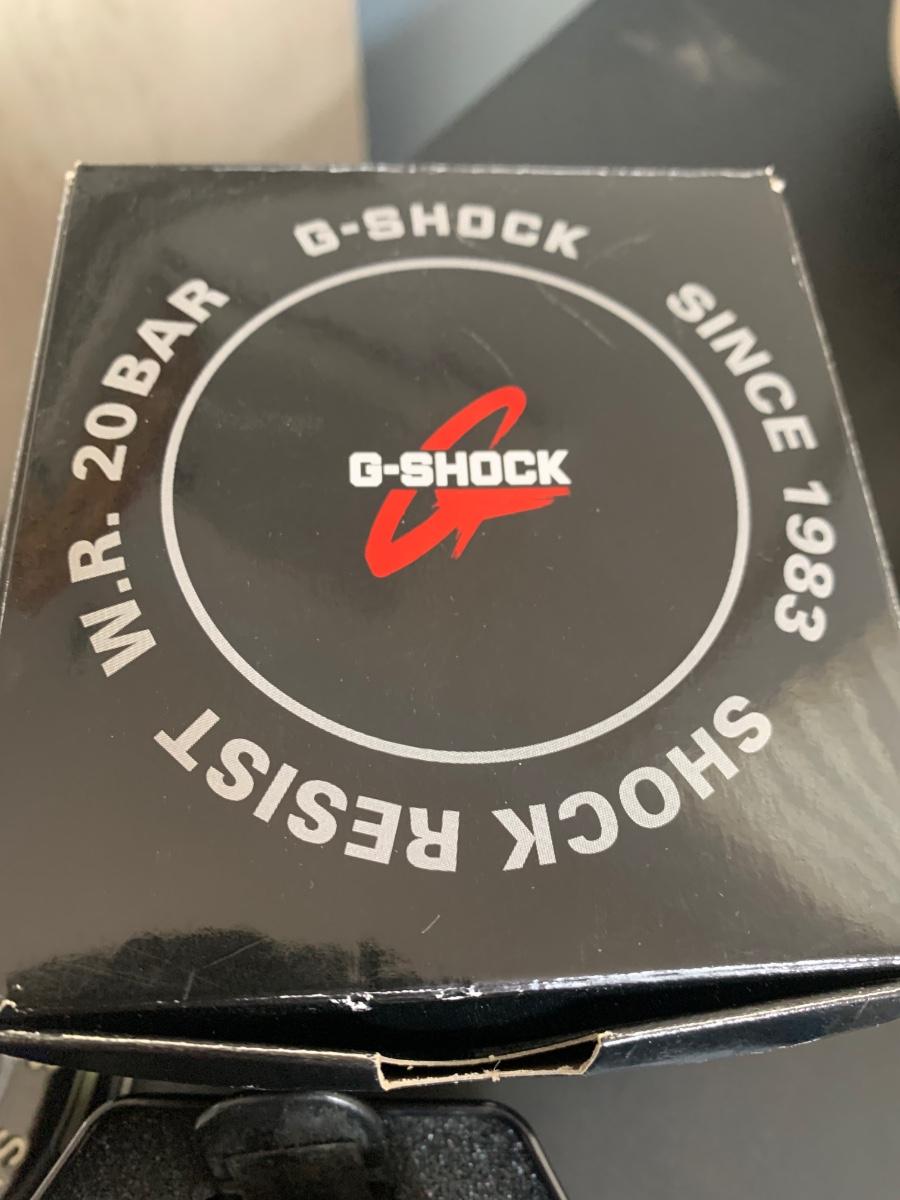 G-SHOCK
SINCE 1983
SHOCK RESIST
W.R. 20BAR
G-SHOCK